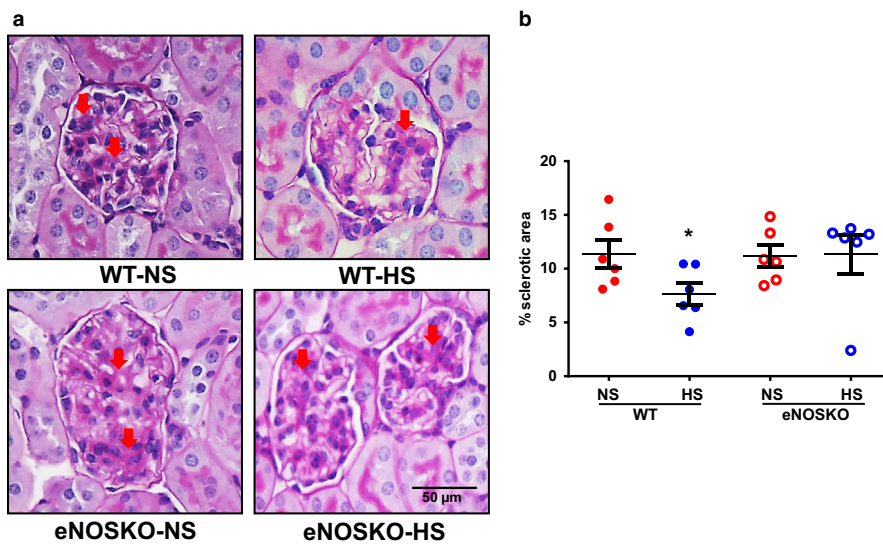 a
b
WT-NS
WT-HS
eNOSKO-NS
eNOSKO-HS
50 µm
% sclerotic area
20
15
10
5
0
*
NS HS NS HS
WT eNOSKO